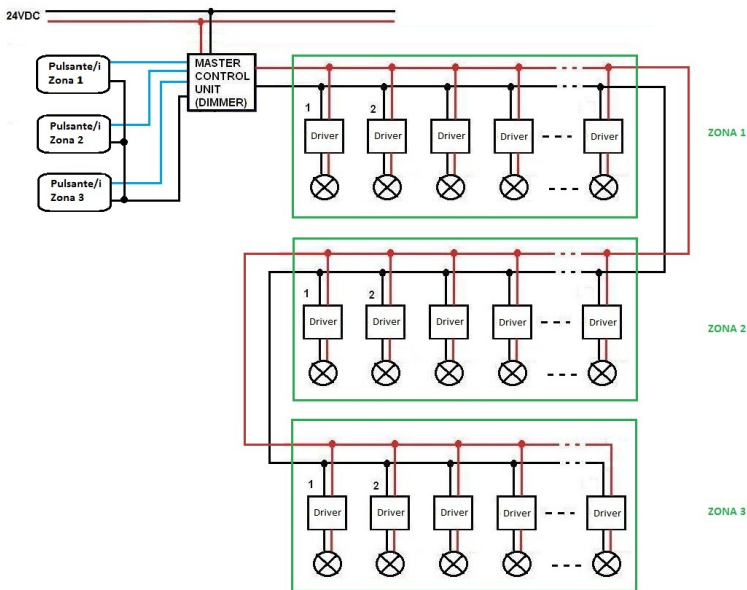 24VDC
Pulsante/i
Zona 1
MASTER
CONTROL
UNIT
(DIMMER)
Pulsante/i
Zona 2
Pulsante/i
Zona 3
1
2
Driver
Driver
Driver
Driver
Driver
ZONA 1
1
2
Driver
Driver
Driver
Driver
Driver
ZONA 2
1
2
Driver
Driver
Driver
Driver
Driver
ZONA 3